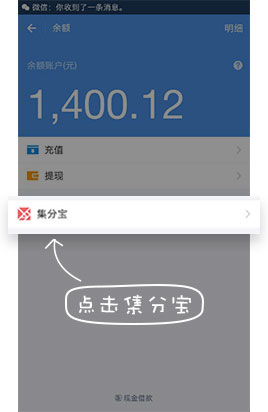 微信：你收到了一条消息。
余额
明细
余额账户(元)
1,400.12
充值
提现
集分宝
点击集分宝
现金借款